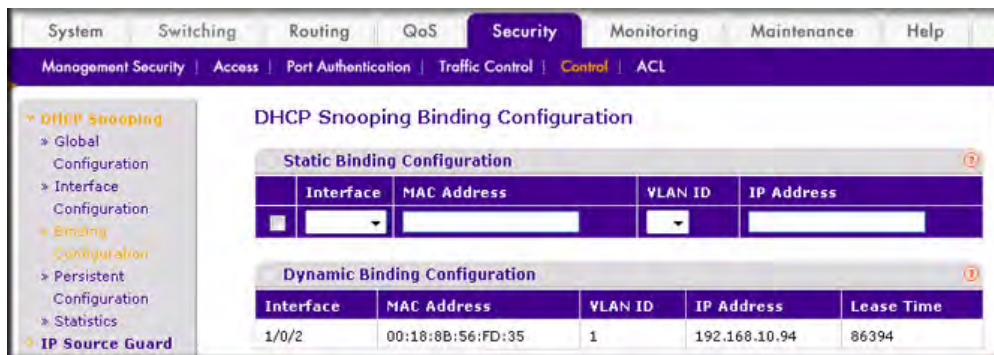 System Switching Routing QoS Security Monitoring Maintenance Help
Management Security | Access | Port Authentication | Traffic Control | Control | ACL
DHCP Snooping
» Global
Configuration
» Interface
Configuration
» Binding
Configuration
» Persistent
Configuration
» Statistics
IP Source Guard
DHCP Snooping Binding Configuration
Static Binding Configuration
Interface MAC Address VLAN ID IP Address
Dynamic Binding Configuration
Interface MAC Address VLAN ID IP Address Lease Time
1/0/2 00:18:8B:56:FD:35 1 192.168.10.94 86394